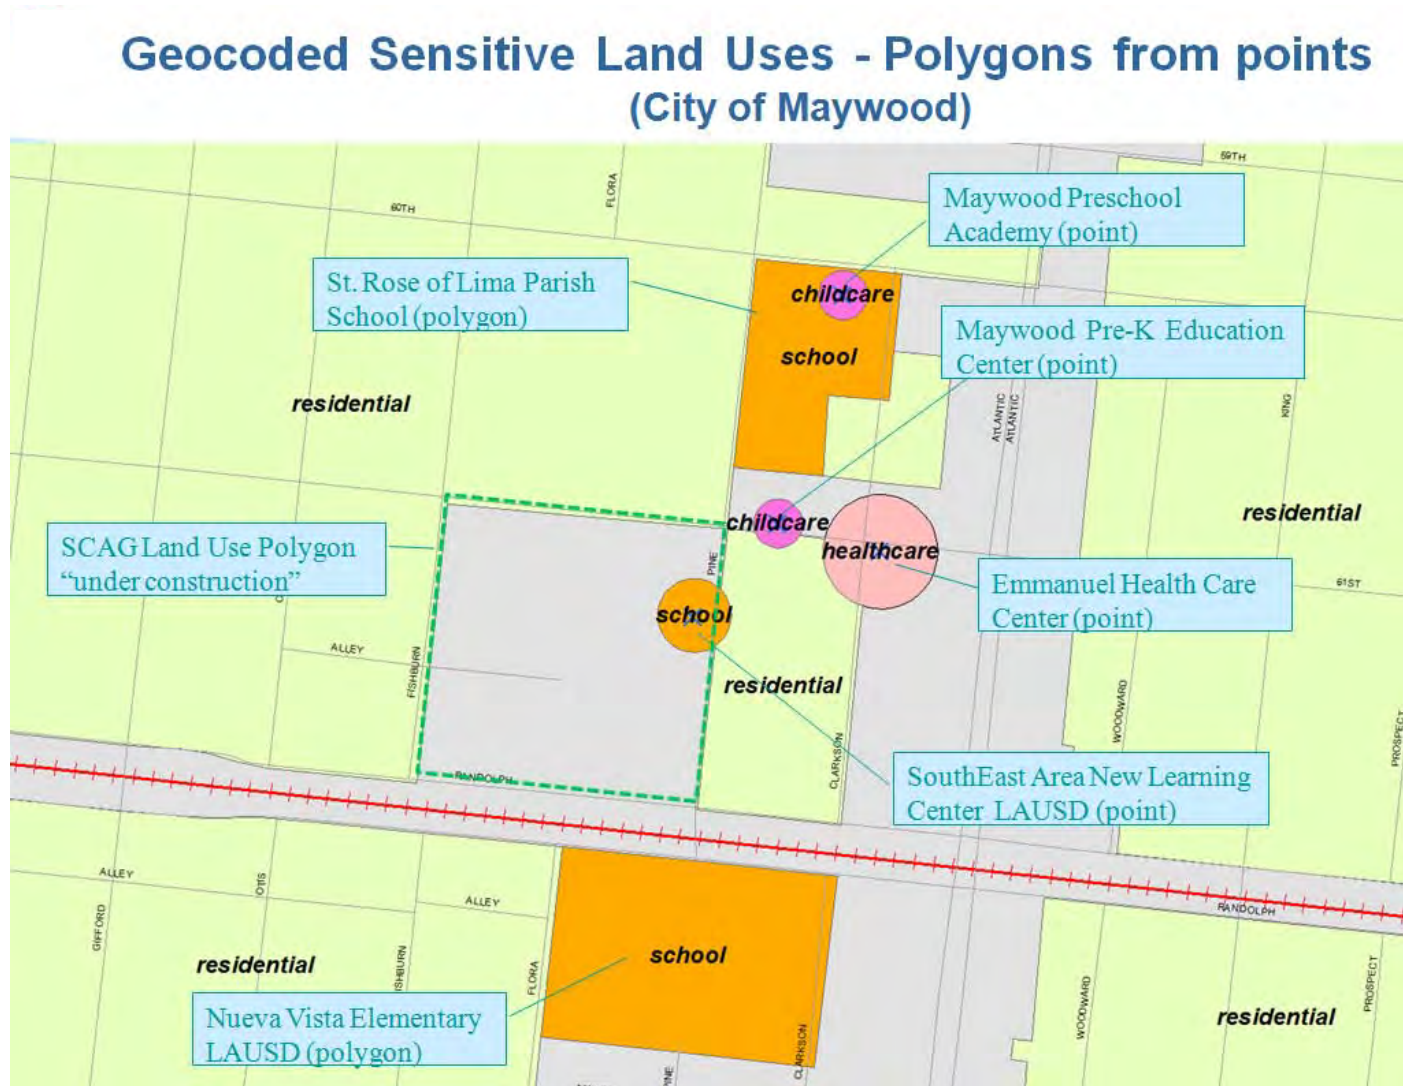 Geocoded Sensitive Land Uses - Polygons from points
(City of Maywood)
59TH
60TH
FLORA
Maywood Preschool
Academy (point)
St. Rose of Lima Parish
School (polygon)
childcare
Maywood Pre-K Education
Center (point)
school
residential
ATLANTIC
ATLANTIC
KING
residential
childcare
healthcare
SCAG Land Use Polygon
“under construction”
PINE
Emmanuel Health Care
Center (point)
61ST
school
ALLEY
FISHBURN
residential
WOODWARD
PROSPECT
CLARKSON
RANDOLPH
SouthEast Area New Learning
Center LAUSD (point)
ALLEY
OTIS
ALLEY
RANDOLPH
GIFFORD
school
residential
ISHBURN
FLORA
PROSPECT
WOODWARD
Nueva Vista Elementary
LAUSD (polygon)
residential
CLARKSON
PINE